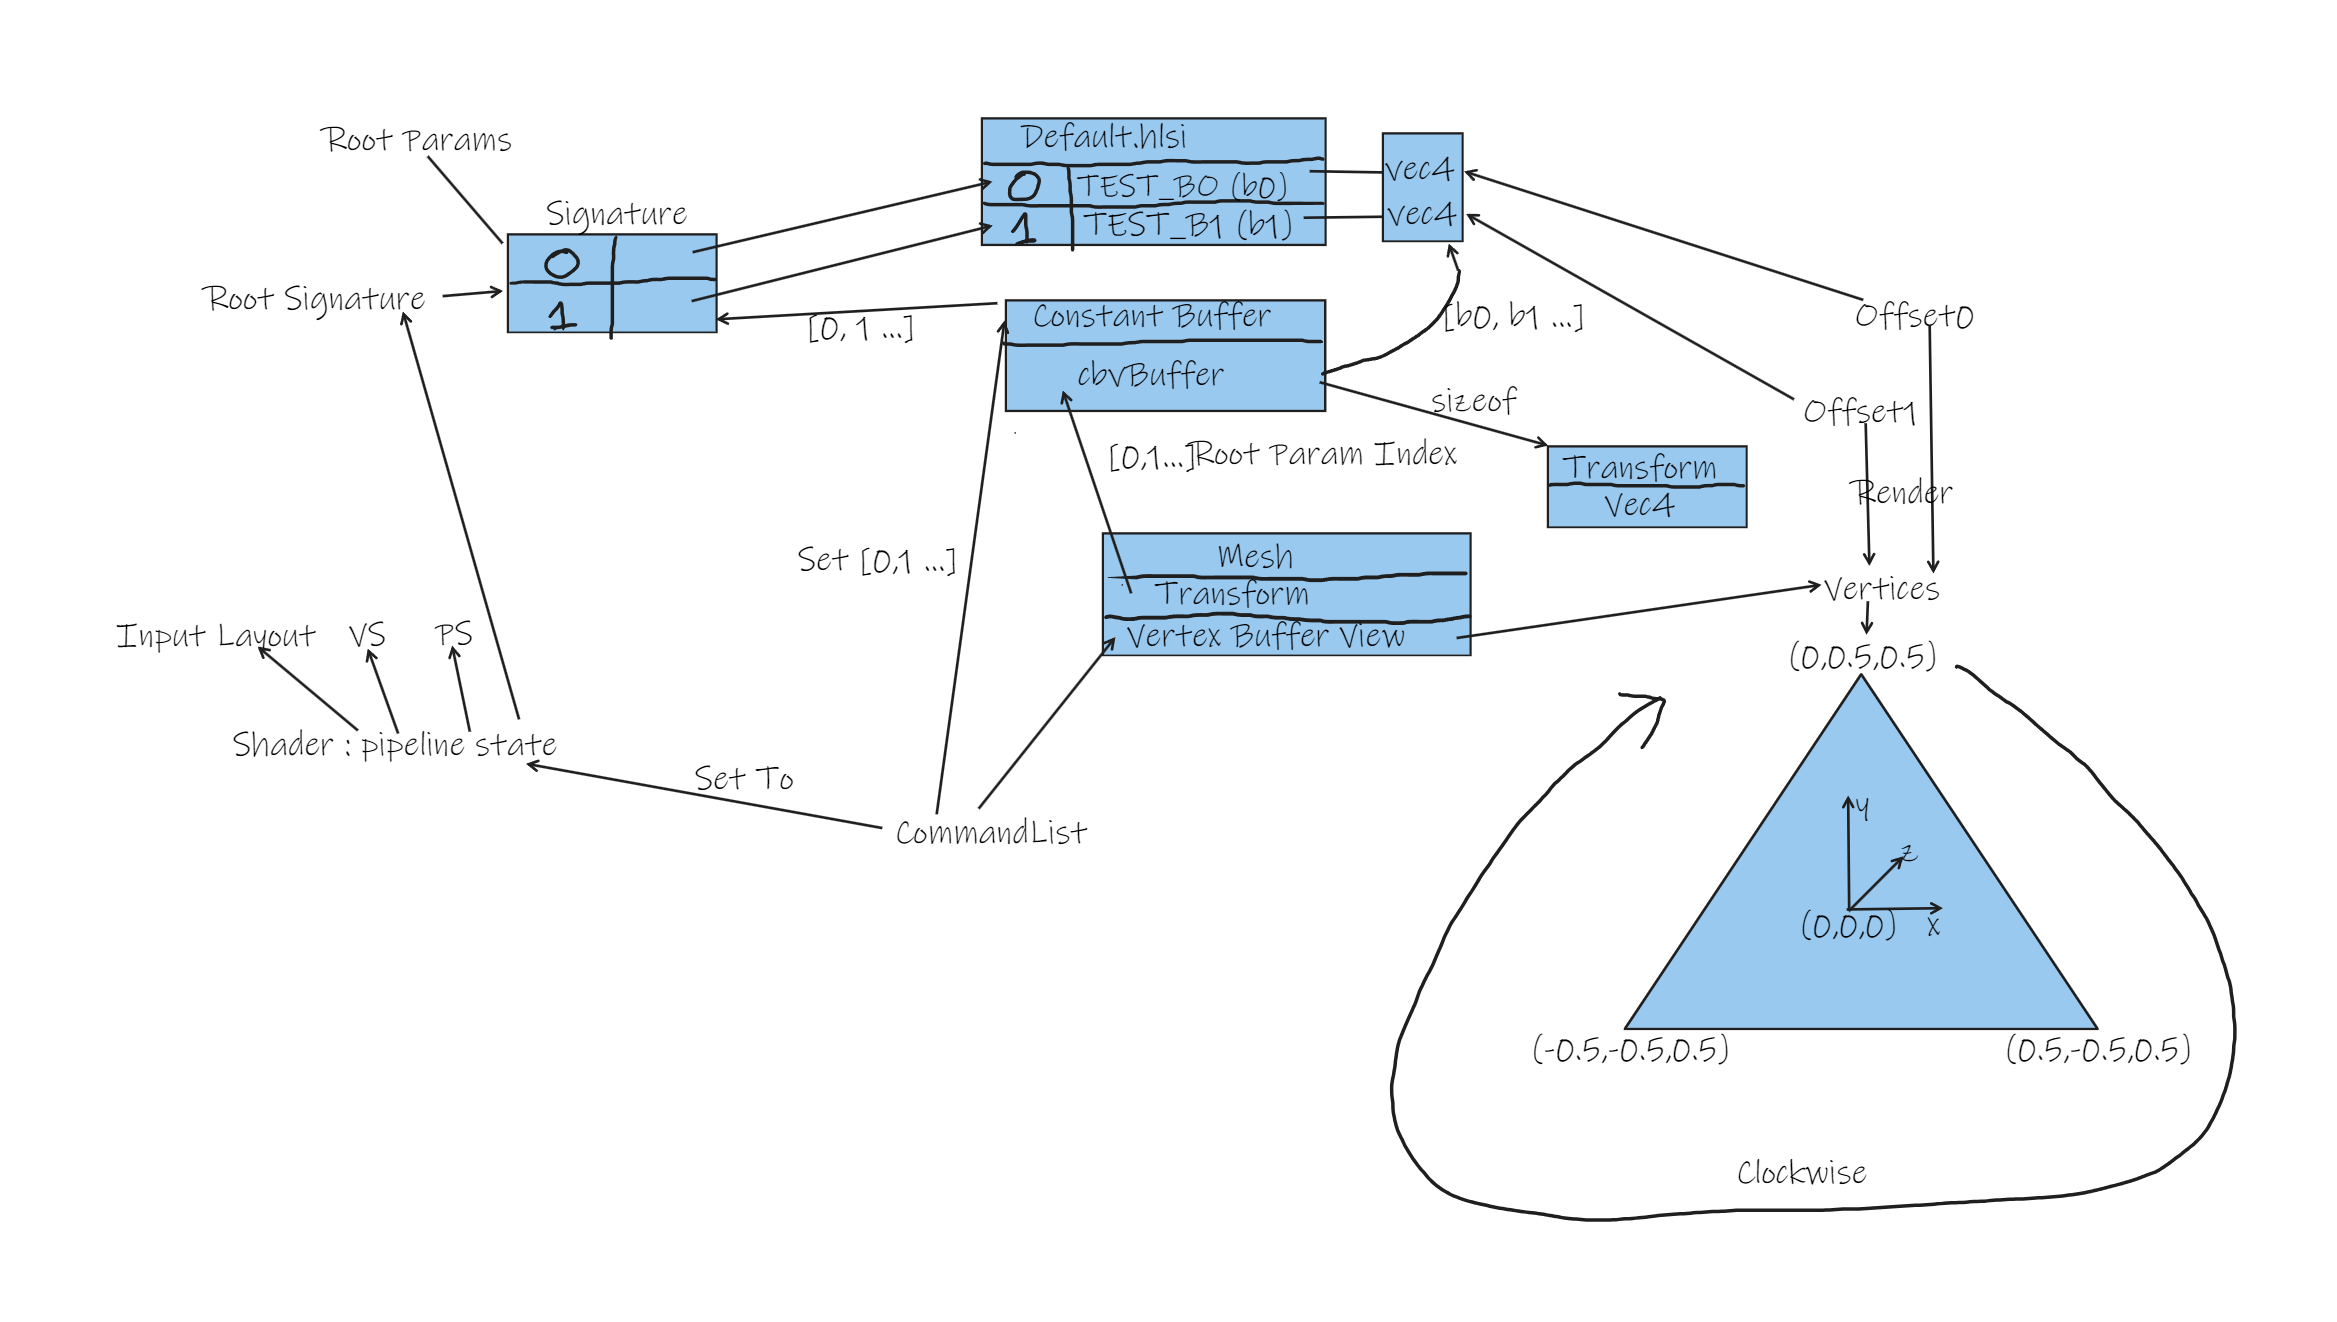 Root Params
Signature
0
1
Root Signature
Default.hlsi
0 TEST_B0 (b0)
1 TEST_B1 (b1)
vec4
vec4
[0, 1 ...]
Constant Buffer
cbvBuffer
[b0, b1 ...]
Offset0
Offset1
sizeof
[0,1...]Root Param Index
Transform
Vec4
Render
Set [0,1 ...]
Mesh
Transform
Vertex Buffer View
Vertices
Input Layout VS PS
Shader : pipeline state
Set To
CommandList
(0,0.5,0.5)
y
z
(0,0,0) x
(-0.5,-0.5,0.5) (0.5,-0.5,0.5)
Clockwise